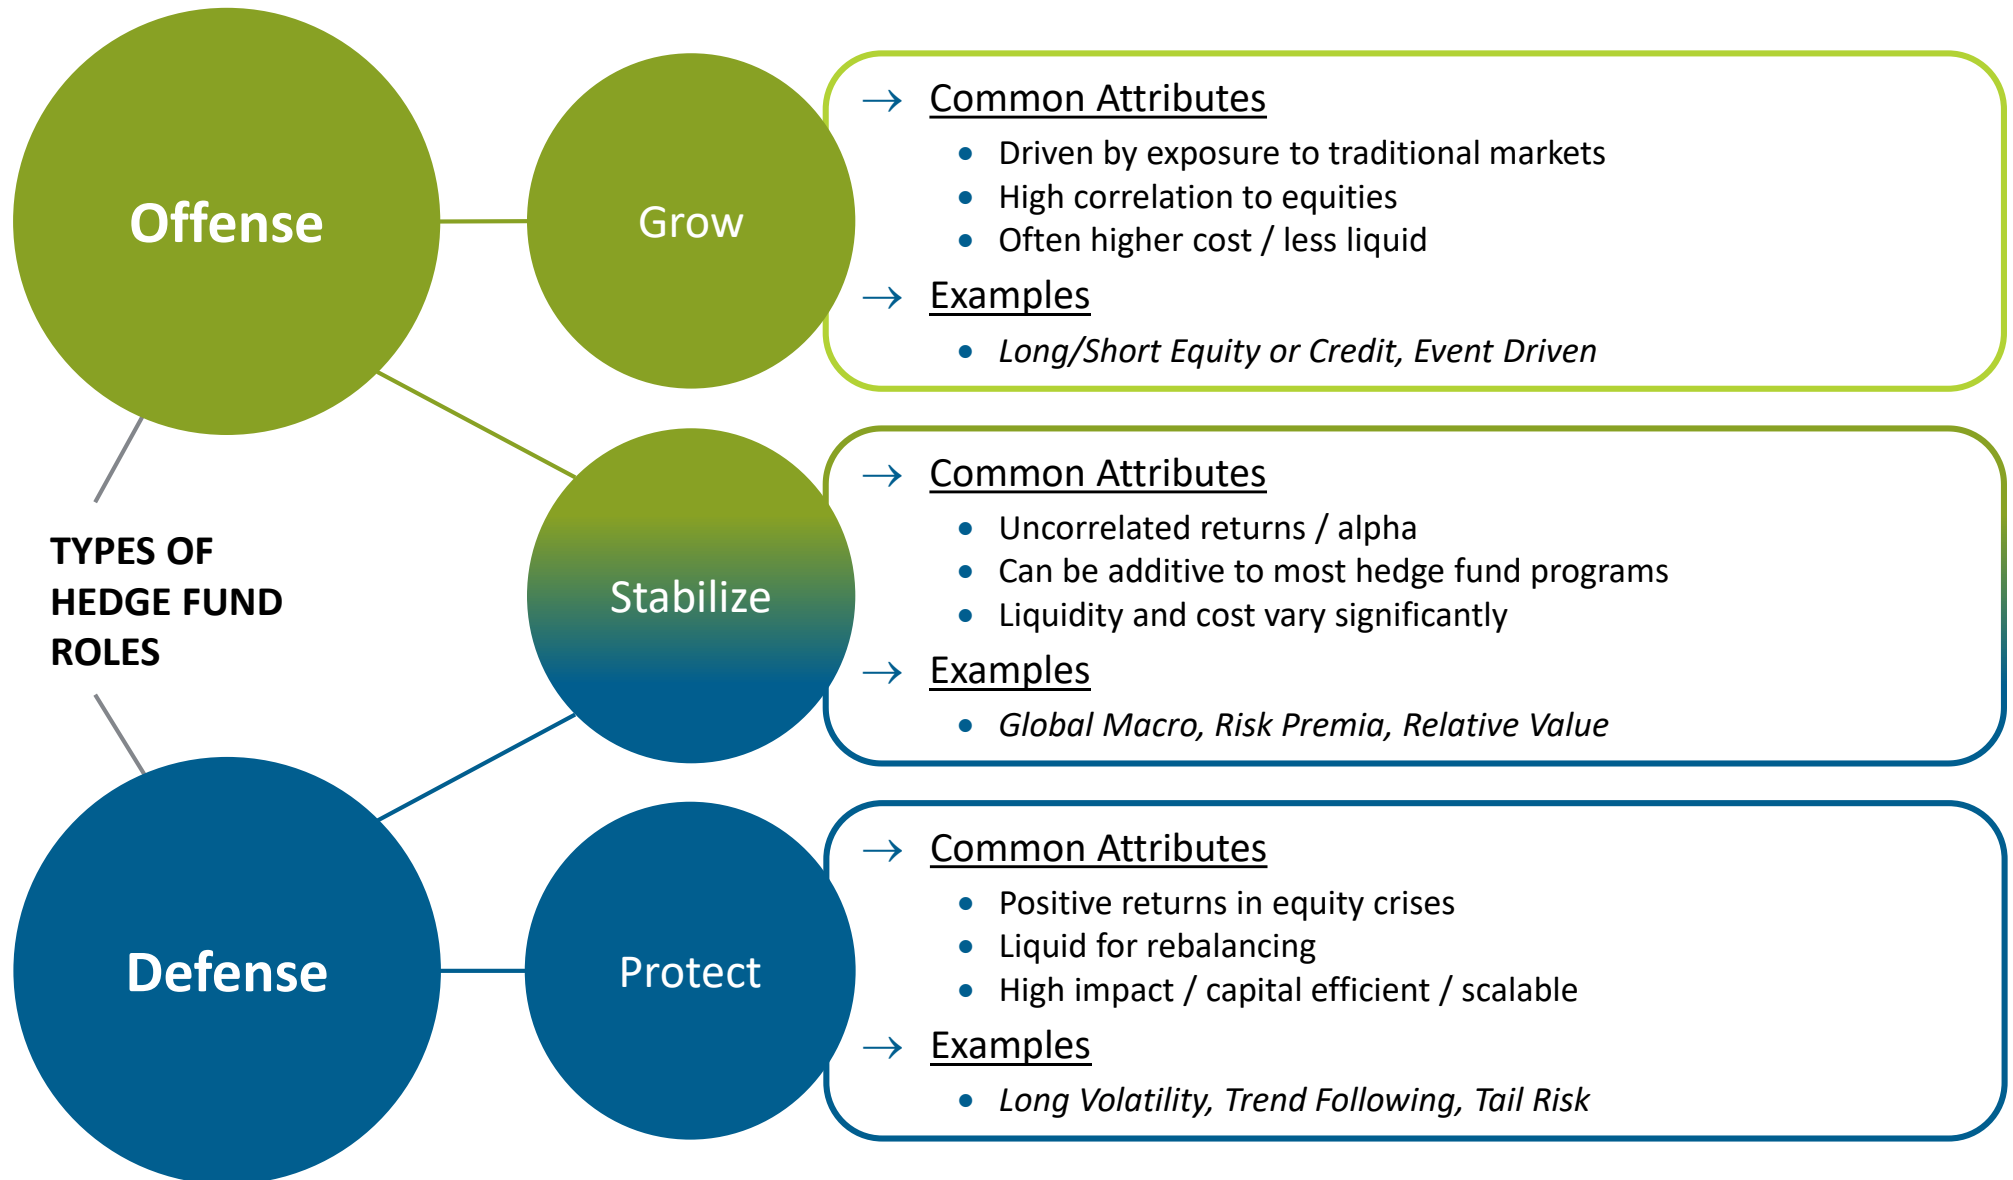 Offense
Grow
→ Common Attributes
• Driven by exposure to traditional markets
• High correlation to equities
• Often higher cost / less liquid
→ Examples
• Long/Short Equity or Credit, Event Driven
TYPES OF
HEDGE FUND
ROLES
Stabilize
→ Common Attributes
• Uncorrelated returns / alpha
• Can be additive to most hedge fund programs
• Liquidity and cost vary significantly
→ Examples
• Global Macro, Risk Premia, Relative Value
Defense
Protect
→ Common Attributes
• Positive returns in equity crises
• Liquid for rebalancing
• High impact / capital efficient / scalable
→ Examples
• Long Volatility, Trend Following, Tail Risk